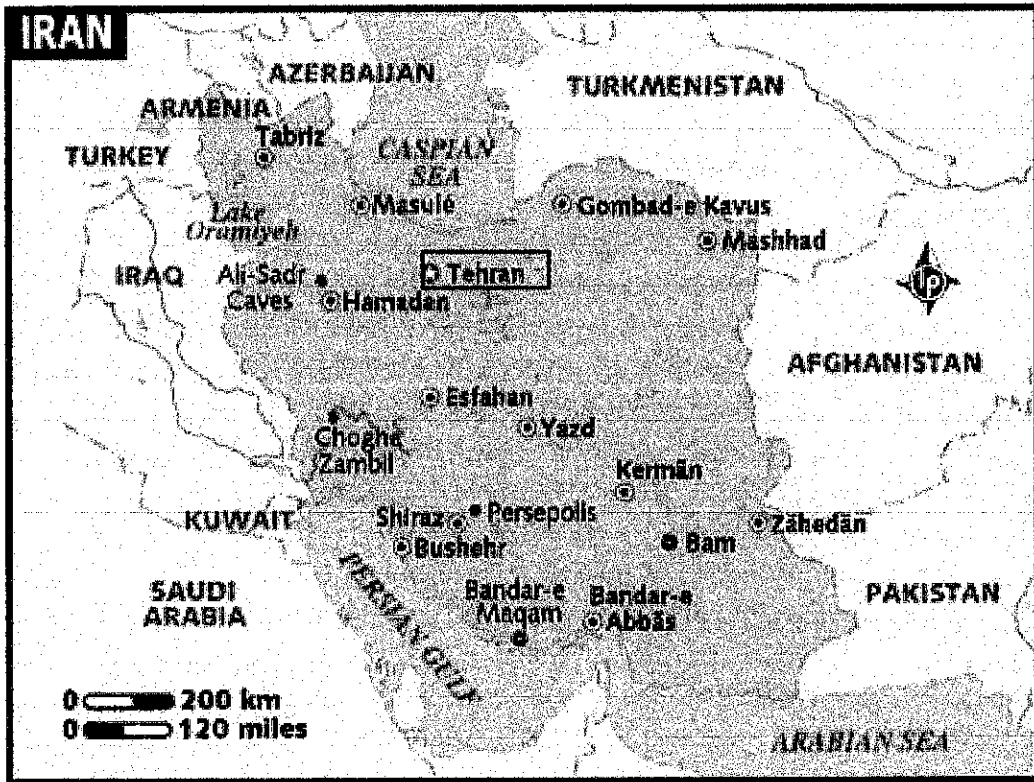 IRAN
AZERBAIJAN
TURKMENISTAN
ARMENIA
Tabriz
TURKEY
CASPIAN
SEA
Masulé
Gombad-e Kavus
Lake
Orumiyeh
Mashhad
IRAQ
Ali-Sadr
Caves
Tehran
Hamadan
LP
AFGHANISTAN
Esfahan
Yazd
Chogha
Zambil
Kermān
KUWAIT
Shiraz
Persepolis
Zāhedān
Bushehr
Bam
PERSIAN GULF
SAUDI
ARABIA
Bandar-e
Maqam
Bandar-e
Abbās
PAKISTAN
0 200 km
0 120 miles
ARABIAN SEA